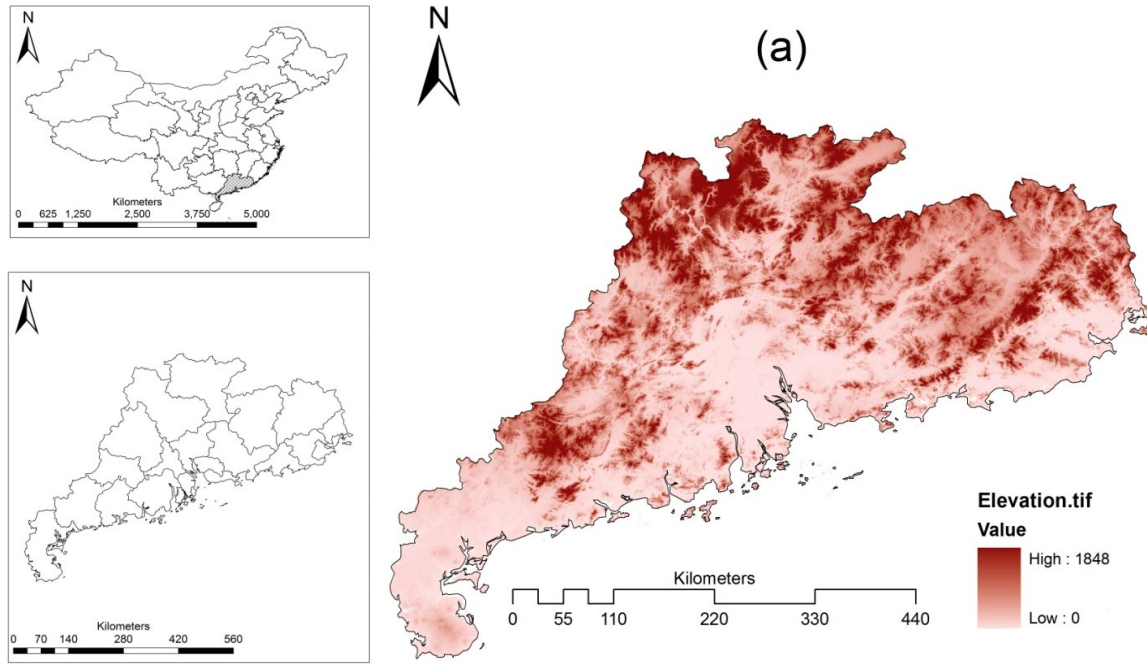 N
Kilometers
0 625 1,250 2,500 3,750 5,000
N
Kilometers
0 70 140 280 420 560
N
(a)
Elevation.tif
Value
High : 1848
Low : 0
Kilometers
0 55 110 220 330 440